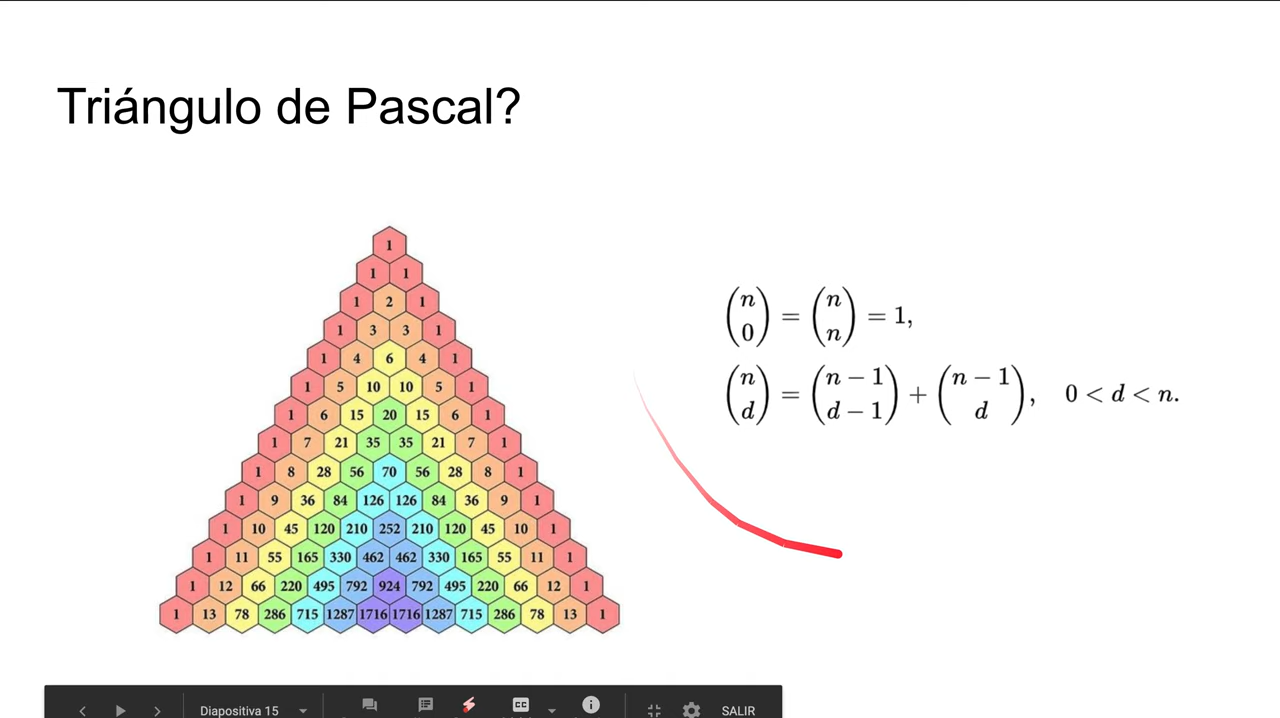 Triángulo de Pascal?
1
1 1
1 2 1
1 3 3 1
1 4 6 4 1
1 5 10 10 5 1
1 6 15 20 15 6 1
1 7 21 35 35 21 7 1
1 8 28 56 70 56 28 8 1
1 9 36 84 126 126 84 36 9 1
1 10 45 120 210 252 210 120 45 10 1
1 11 55 165 330 462 462 330 165 55 11 1
1 12 66 220 495 792 924 792 495 220 66 12 1
1 13 78 286 715 1287 1716 1716 1287 715 286 78 13 1
(n 0) = (n n) = 1,
(n d) = (n − 1 d − 1) + (n − 1 d), 0 < d < n.
Diapositiva 15 CC SALIR